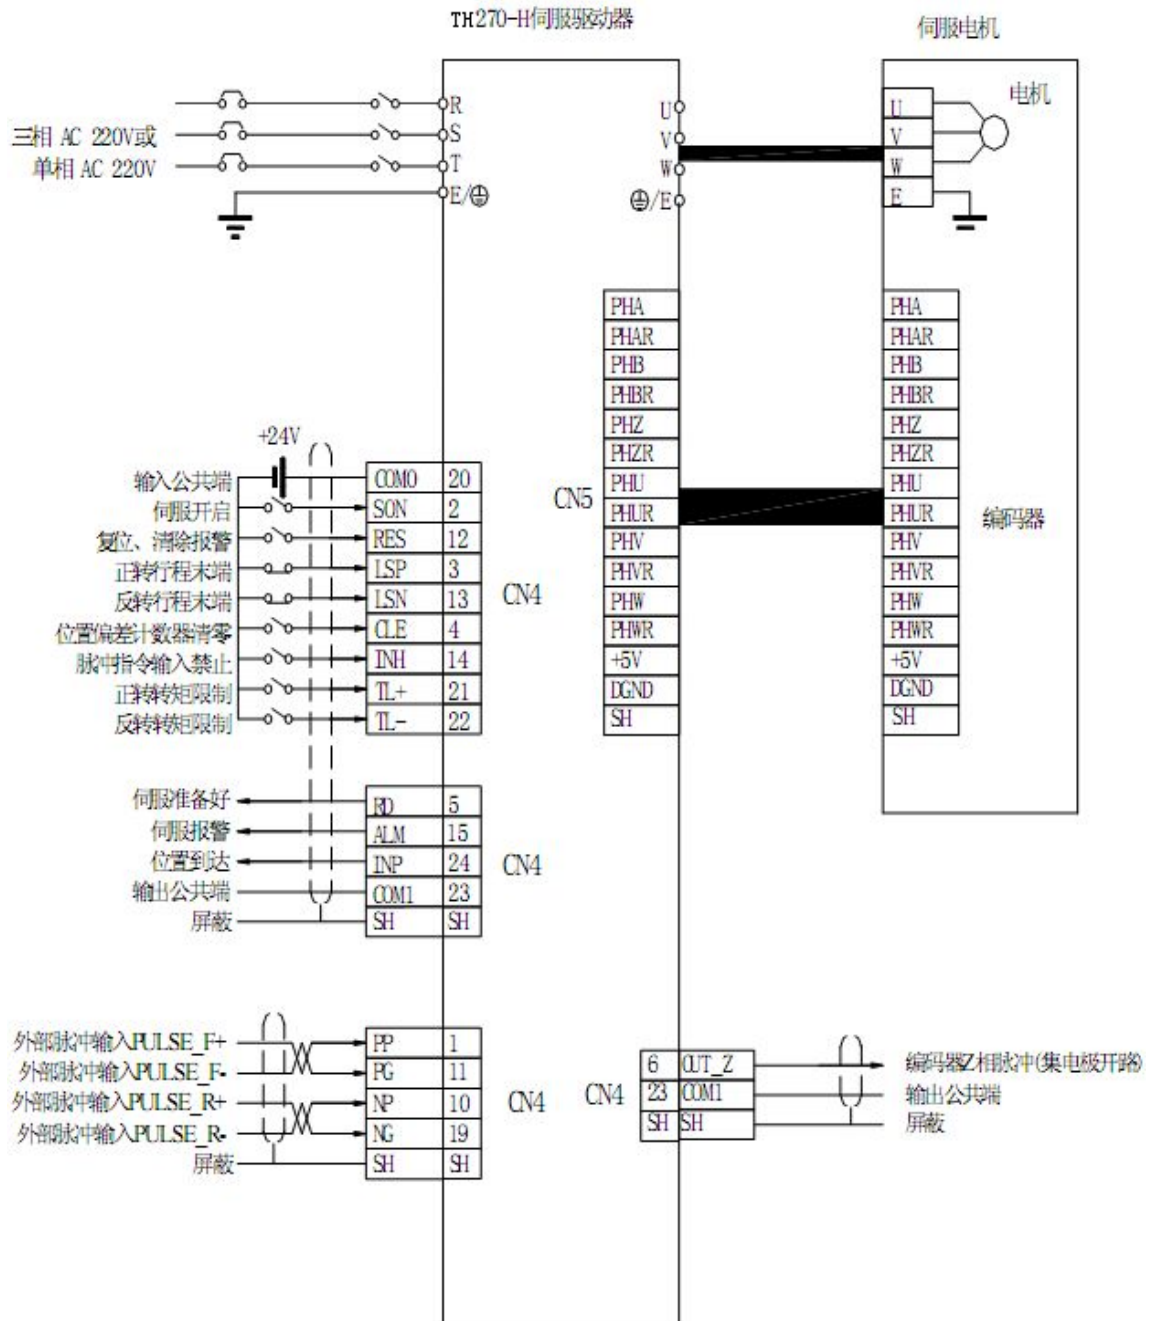 TH270-H伺服驱动器
伺服电机
三相 AC 220V或
单相 AC 220V
R
S
T
E/
U
V
W
/E
U
V
W
E
电机
PHA
PHAR
PHB
PHBR
PHZ
PHZR
PHU
PHUR
PHV
PHVR
PHW
PHWR
+5V
DGND
SH
CN5
PHA
PHAR
PHB
PHBR
PHZ
PHZR
PHU
PHUR
PHV
PHVR
PHW
PHWR
+5V
DGND
SH
编码器
+24V
输入公共端 COM0 20
伺服开启 SON 2
复位、清除报警 RES 12
正转行程末端 LSP 3
反转行程末端 LSN 13
位置偏差计数器清零 CLE 4
脉冲指令输入禁止 INH 14
正转转矩限制 TL+ 21
反转转矩限制 TL- 22
CN4
伺服准备好 RD 5
伺服报警 ALM 15
位置到达 INP 24
输出公共端 COM1 23
屏蔽 SH SH
CN4
外部脉冲输入PULSE_F+ PP 1
外部脉冲输入PULSE_F- PG 11
外部脉冲输入PULSE_R+ NP 10
外部脉冲输入PULSE_R- NG 19
屏蔽 SH SH
CN4
CN4
6 OUT_Z 编码器Z相脉冲(集电极开路)
23 COM1 输出公共端
SH SH 屏蔽